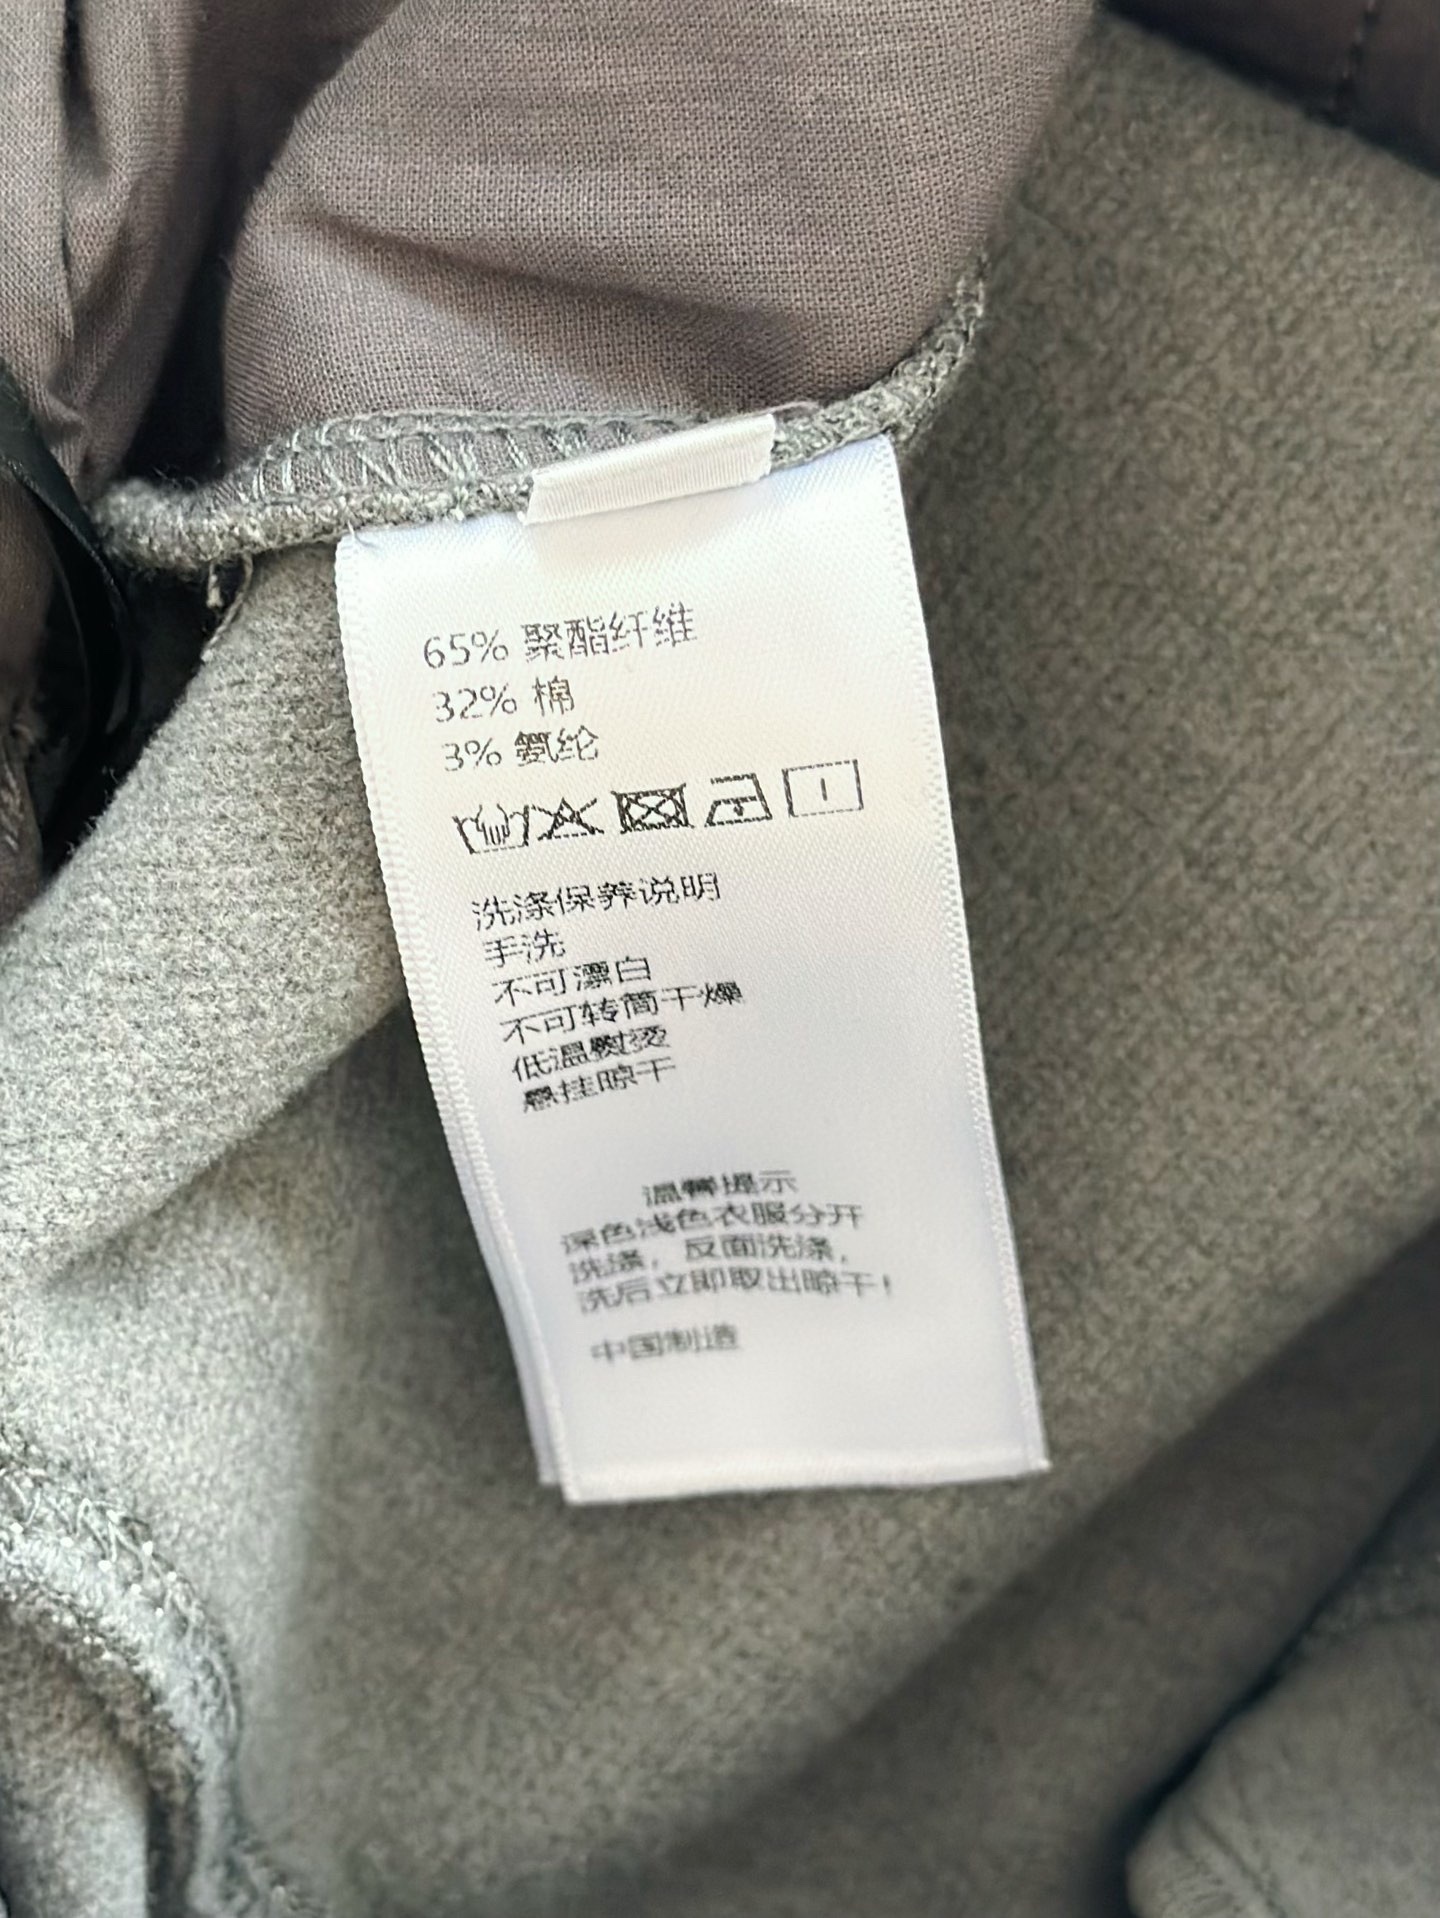 65% 聚酯纤维
32% 棉
3% 氨纶
洗涤保养说明
手洗
不可漂白
不可转筒干燥
低温熨烫
悬挂晾干
温馨提示
深色浅色衣服分开
洗涤，反面洗涤，
洗后立即取出晾干！
中国制造